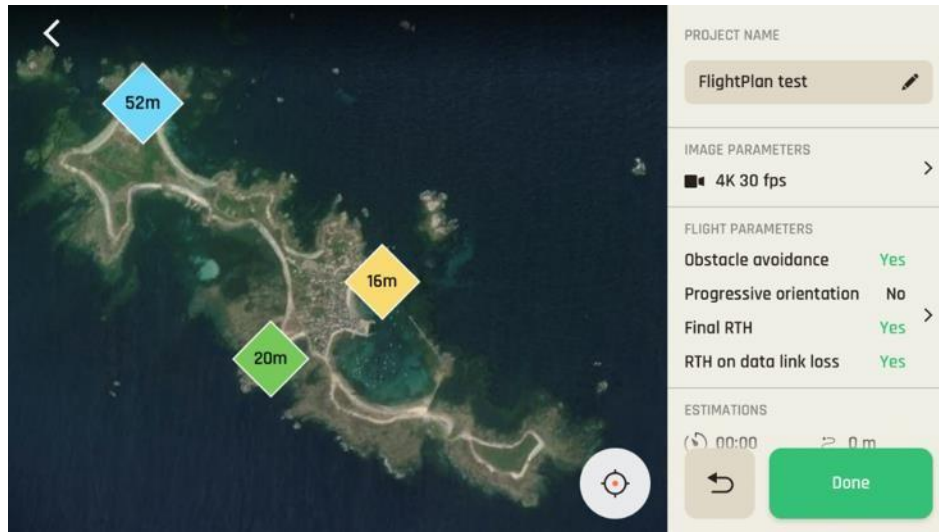 52m
16m
20m
PROJECT NAME
FlightPlan test
IMAGE PARAMETERS
4K 30 fps
FLIGHT PARAMETERS
Obstacle avoidance Yes
Progressive orientation No
Final RTH Yes
RTH on data link loss Yes
ESTIMATIONS
00:00 0 m
Done